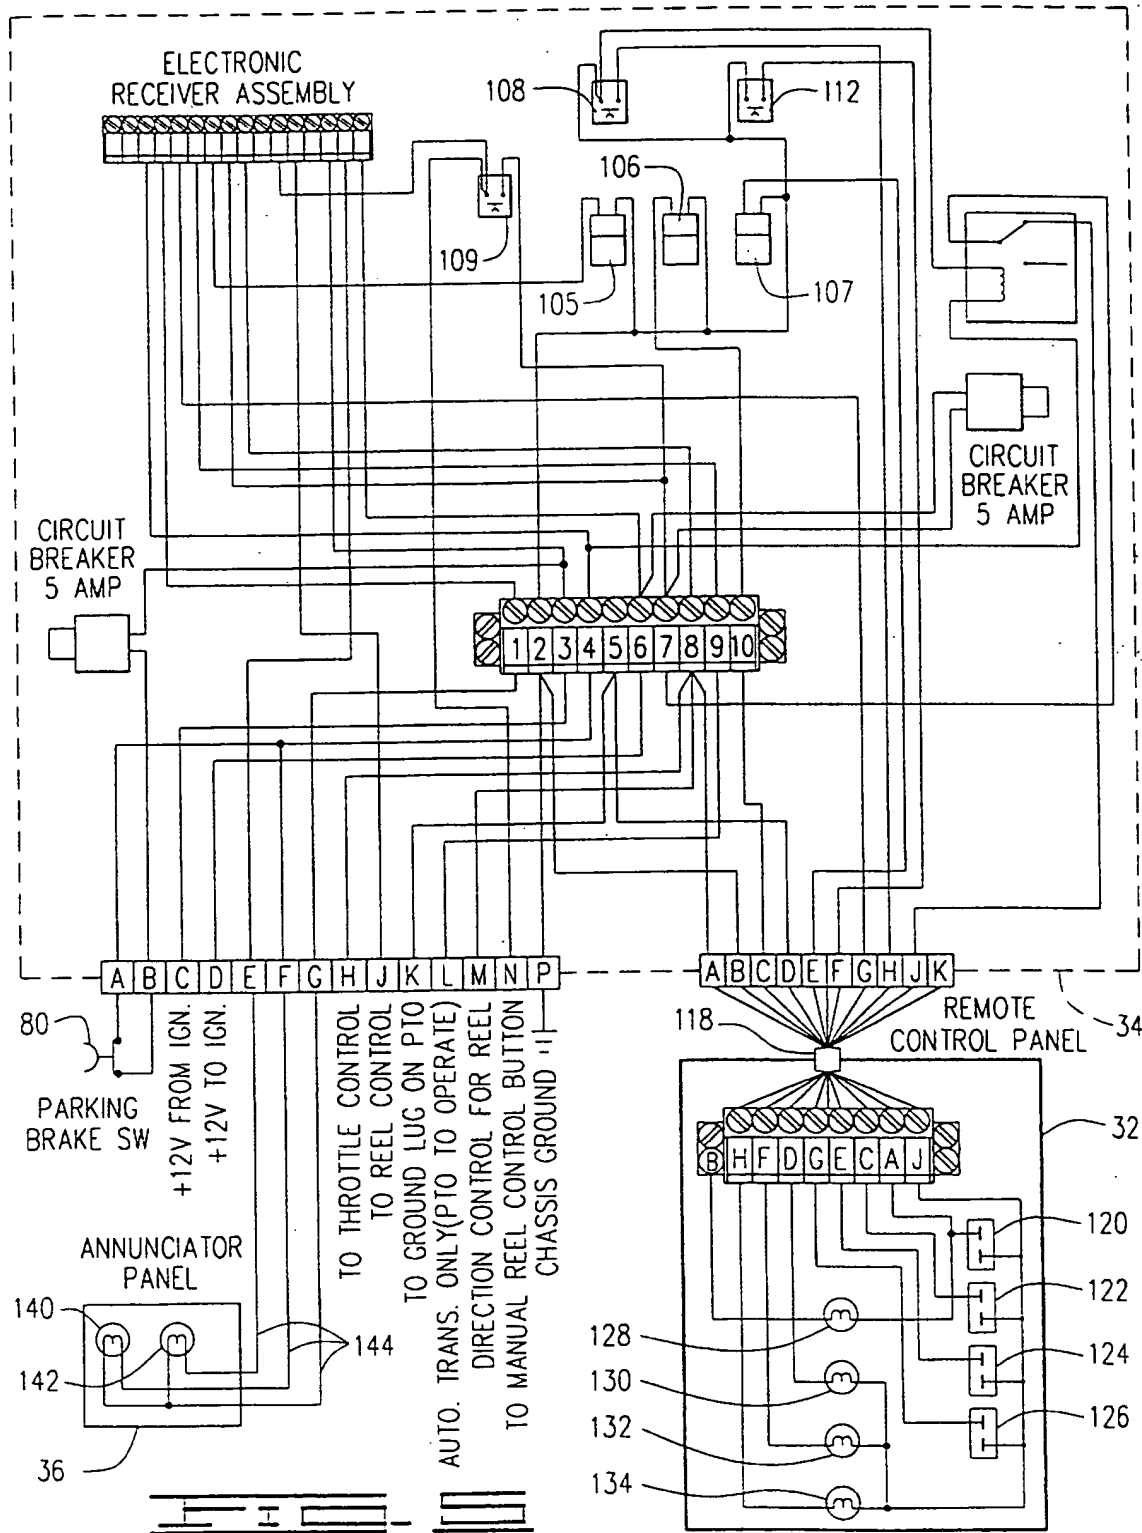 ELECTRONIC
RECEIVER ASSEMBLY
108
112
106
109
105
107
CIRCUIT
BREAKER
5 AMP
CIRCUIT
BREAKER
5 AMP
1 2 3 4 5 6 7 8 9 10
A B C D E F G H J K L M N P
A B C D E F G H J K
80
PARKING
BRAKE SW
+12V FROM IGN.
+12V TO IGN.
TO THROTTLE CONTROL
TO REEL CONTROL
TO GROUND LUG ON PTO
AUTO. TRANS. ONLY(PTO TO OPERATE)
DIRECTION CONTROL FOR REEL
TO MANUAL REEL CONTROL BUTTON
CHASSIS GROUND
118
REMOTE
CONTROL PANEL
34
32
B H F D G E C A J
120
122
124
126
128
130
132
134
ANNUNCIATOR
PANEL
140
142
144
36